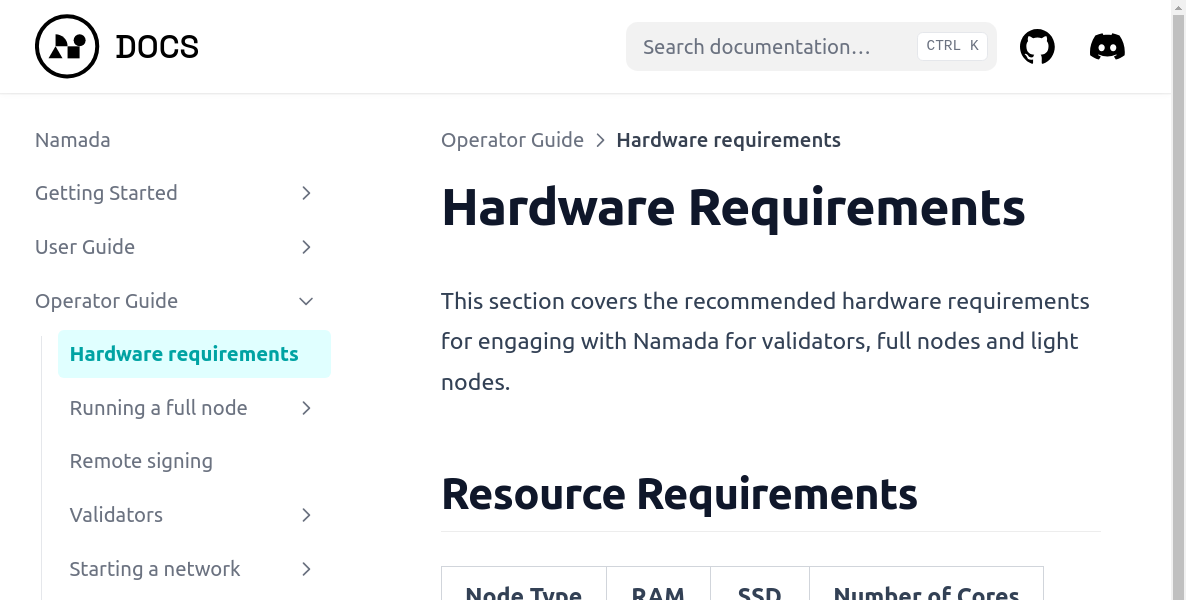 DOCS
Search documentation…
CTRL K
Namada
Getting Started
User Guide
Operator Guide
Hardware requirements
Running a full node
Remote signing
Validators
Starting a network
Operator Guide > Hardware requirements
Hardware Requirements
This section covers the recommended hardware requirements
for engaging with Namada for validators, full nodes and light
nodes.
Resource Requirements
Node Type RAM SSD Number of Cores